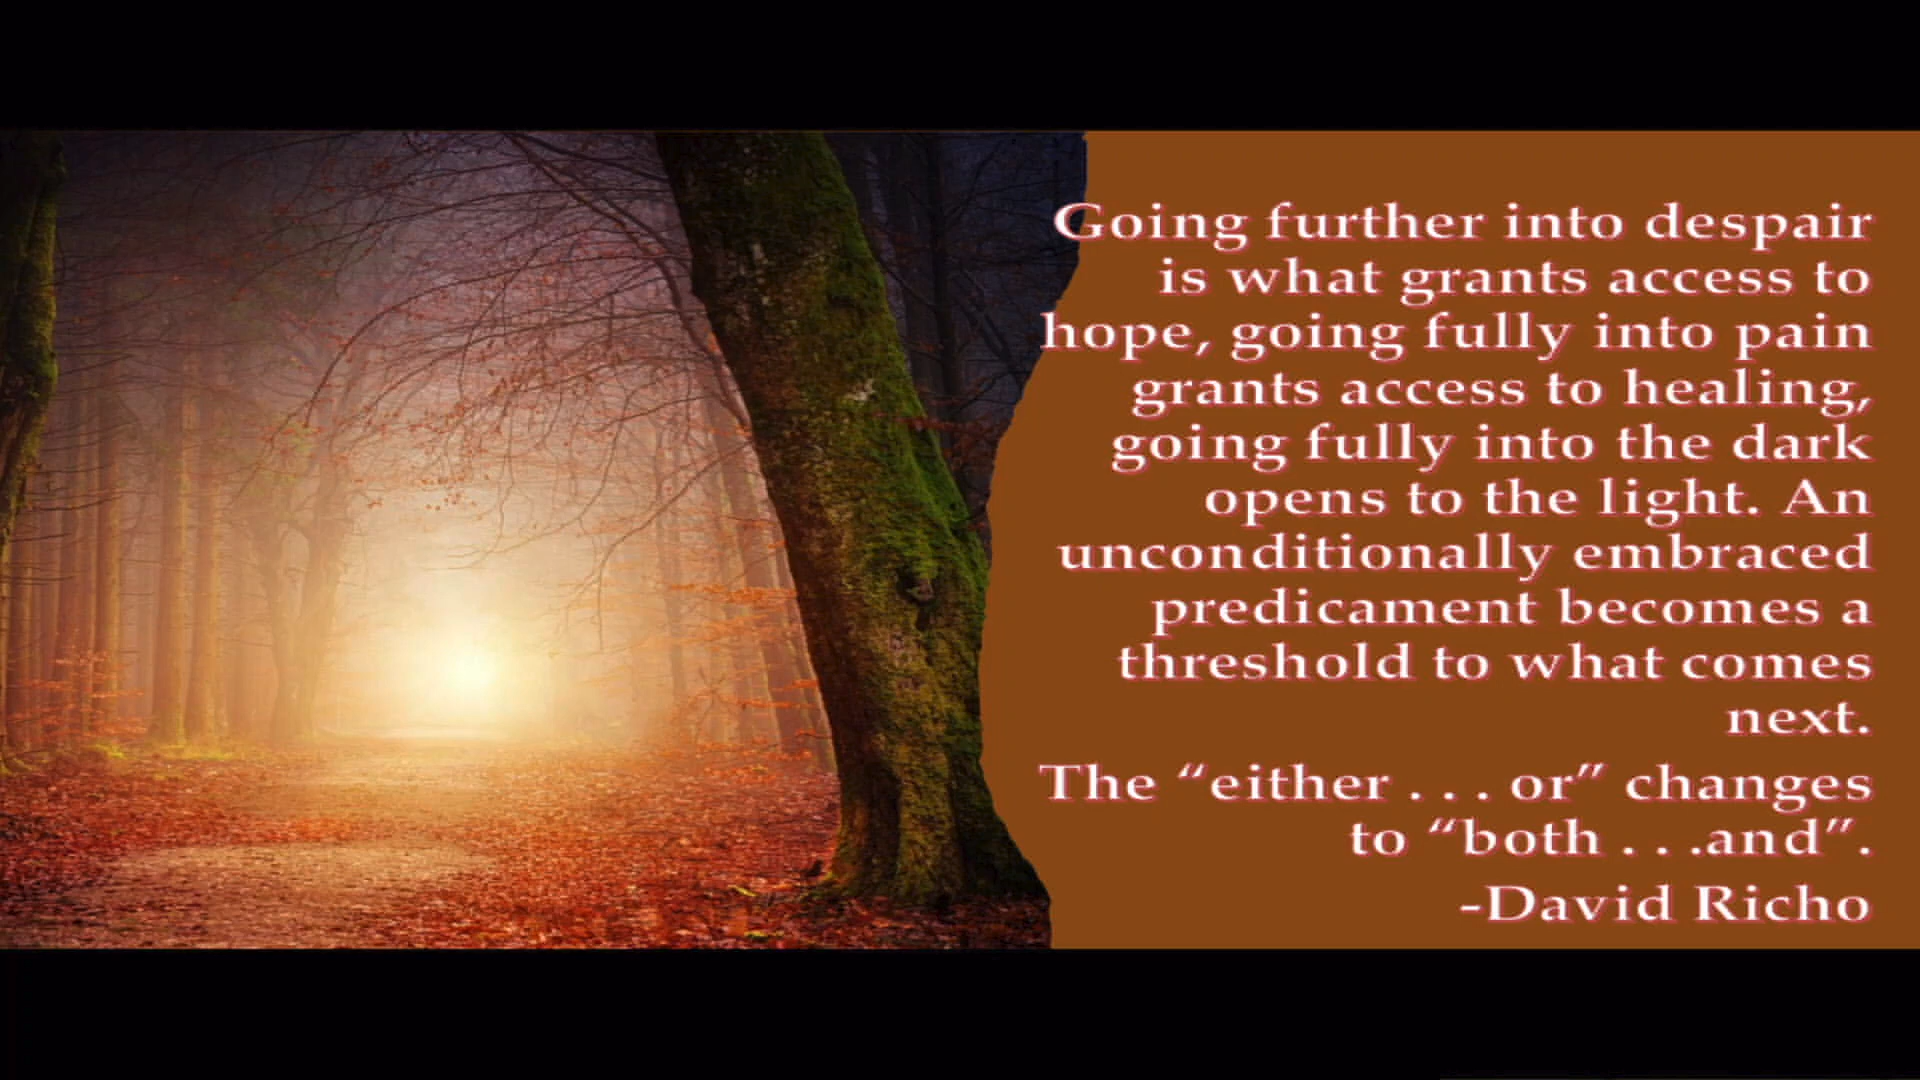 Going further into despair
is what grants access to
hope, going fully into pain
grants access to healing,
going fully into the dark
opens to the light. An
unconditionally embraced
predicament becomes a
threshold to what comes
next.
The “either . . . or” changes
to “both . . .and”.
-David Richo